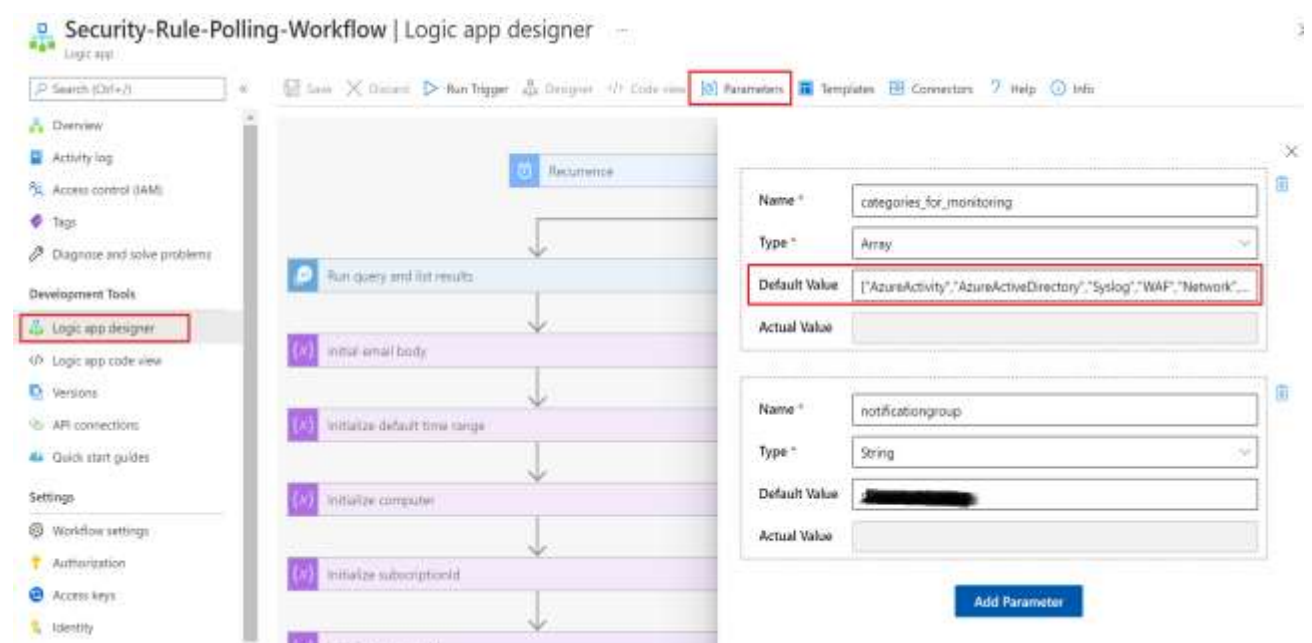 Security-Rule-Polling-Workflow | Logic app designer ...
Logic app
Search (Ctrl+/)
Save Discard Run Trigger Designer </> Code view Parameters Templates Connectors ? Help Info
Overview
Activity log
Access control (IAM)
Tags
Diagnose and solve problems
Development Tools
Logic app designer
Logic app code view
Versions
API connections
Quick start guides
Settings
Workflow settings
Authorization
Access keys
Identity
Recurrence
Run query and list results
Initial email body
Initialize default time range
Initialize computer
Initialize subscriptionId
Name * categories_for_monitoring
Type * Array
Default Value ["AzureActivity","AzureActiveDirectory","Syslog","WAF","Network",...
Actual Value
Name * notificationgroup
Type * String
Default Value
Actual Value
Add Parameter